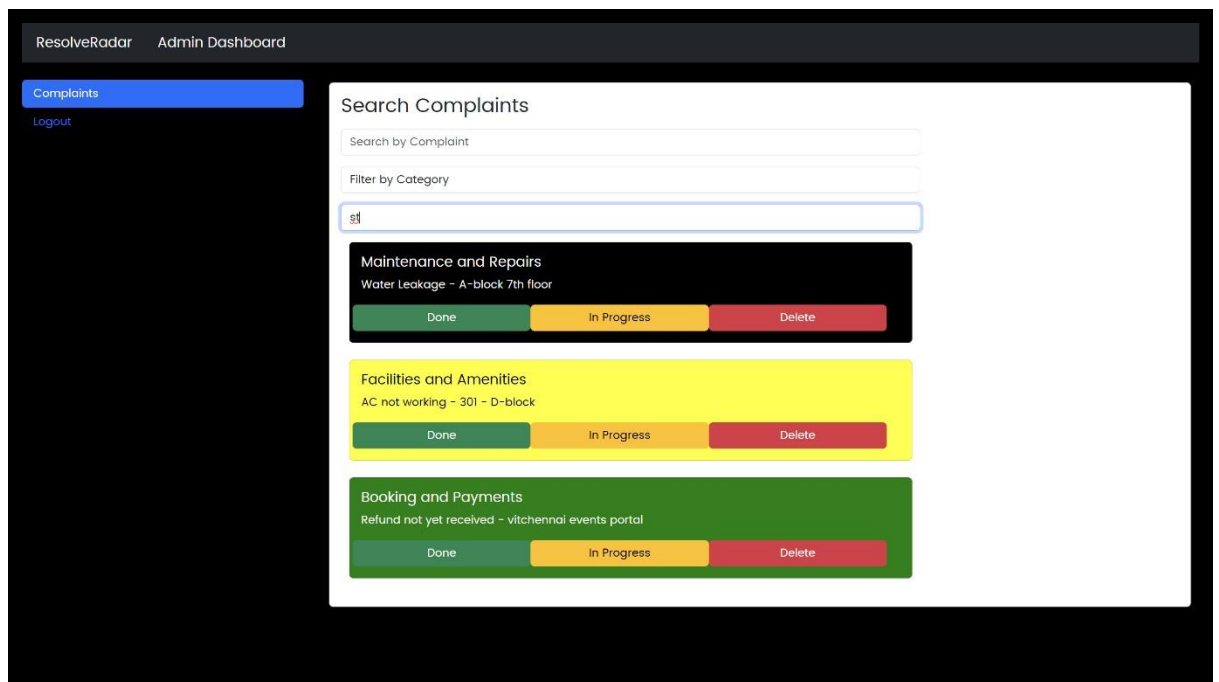 ResolveRadar Admin Dashboard
Complaints
Logout
Search Complaints
Search by Complaint
Filter by Category
st
Maintenance and Repairs
Water Leakage - A-block 7th floor
Done In Progress Delete
Facilities and Amenities
AC not working - 301 - D-block
Done In Progress Delete
Booking and Payments
Refund not yet received - vitchennai events portal
Done In Progress Delete